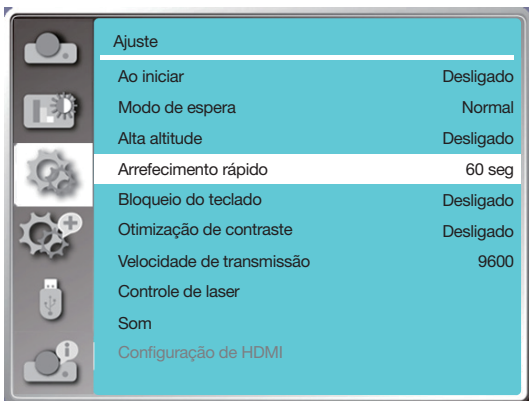 Ajuste
Ao iniciar Desligado
Modo de espera Normal
Alta altitude Desligado
Arrefecimento rápido 60 seg
Bloqueio do teclado Desligado
Otimização de contraste Desligado
Velocidade de transmissão 9600
Controle de laser
Som
Configuração de HDMI